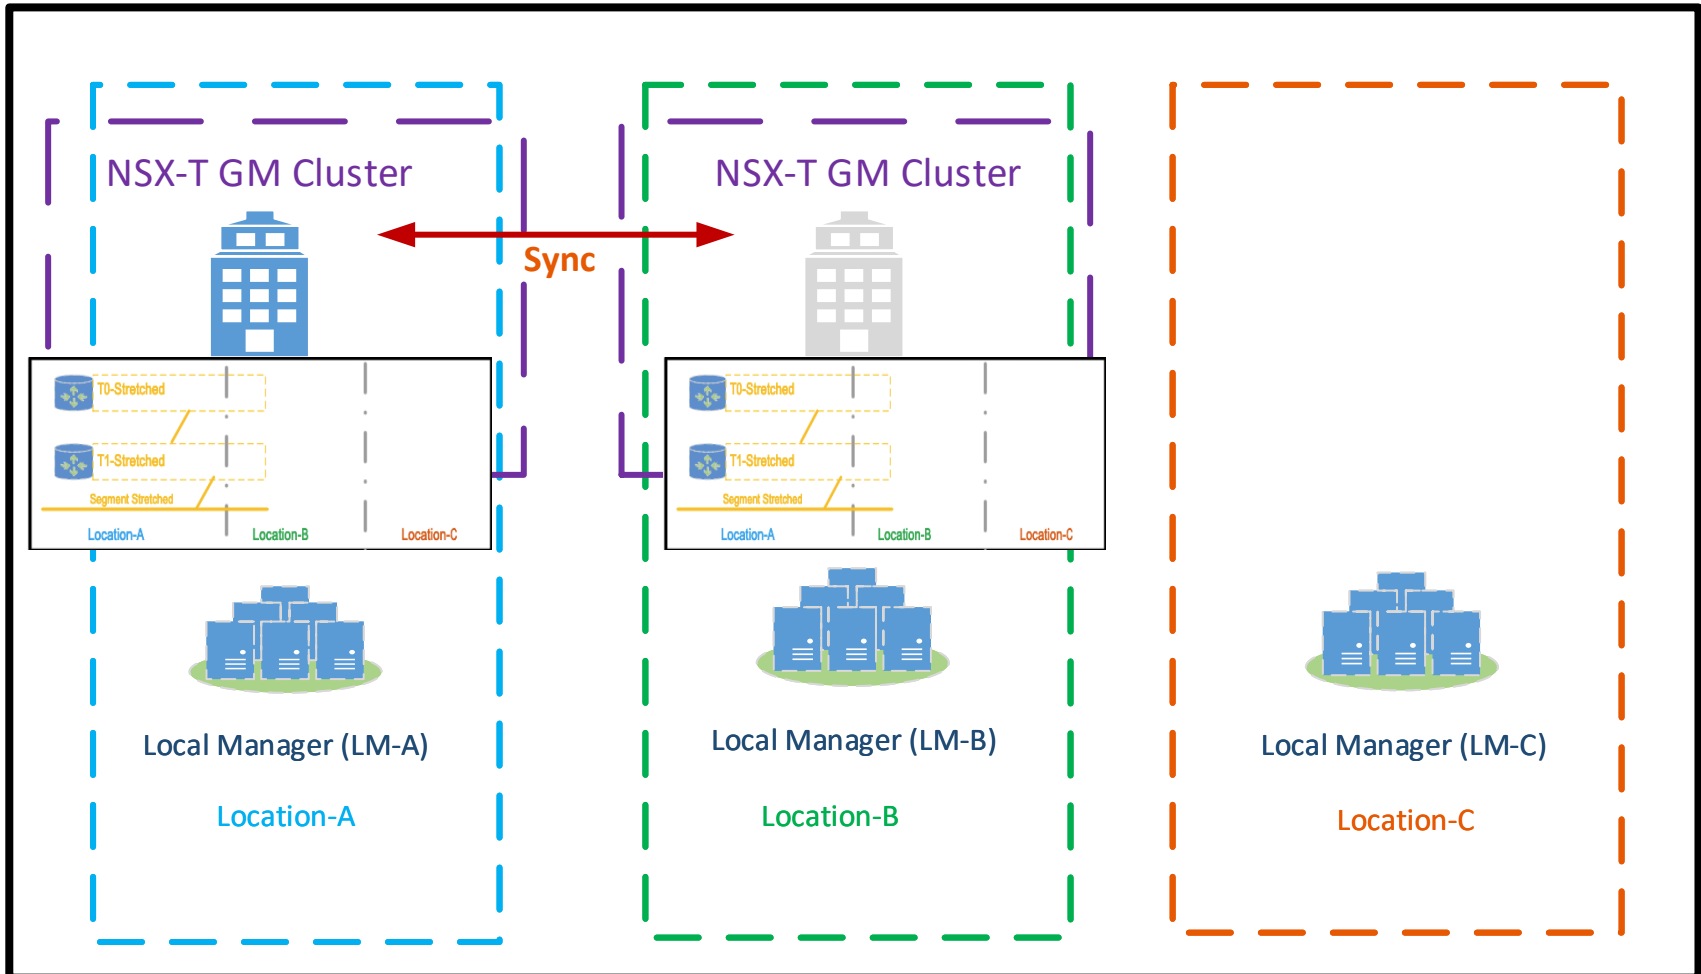 NSX-T GM Cluster
NSX-T GM Cluster
Sync
T0-Stretched
T1-Stretched
Segment Stretched
Location-A
Location-B
Location-C
T0-Stretched
T1-Stretched
Segment Stretched
Location-A
Location-B
Location-C
Local Manager (LM-A)
Local Manager (LM-B)
Local Manager (LM-C)
Location-A
Location-B
Location-C